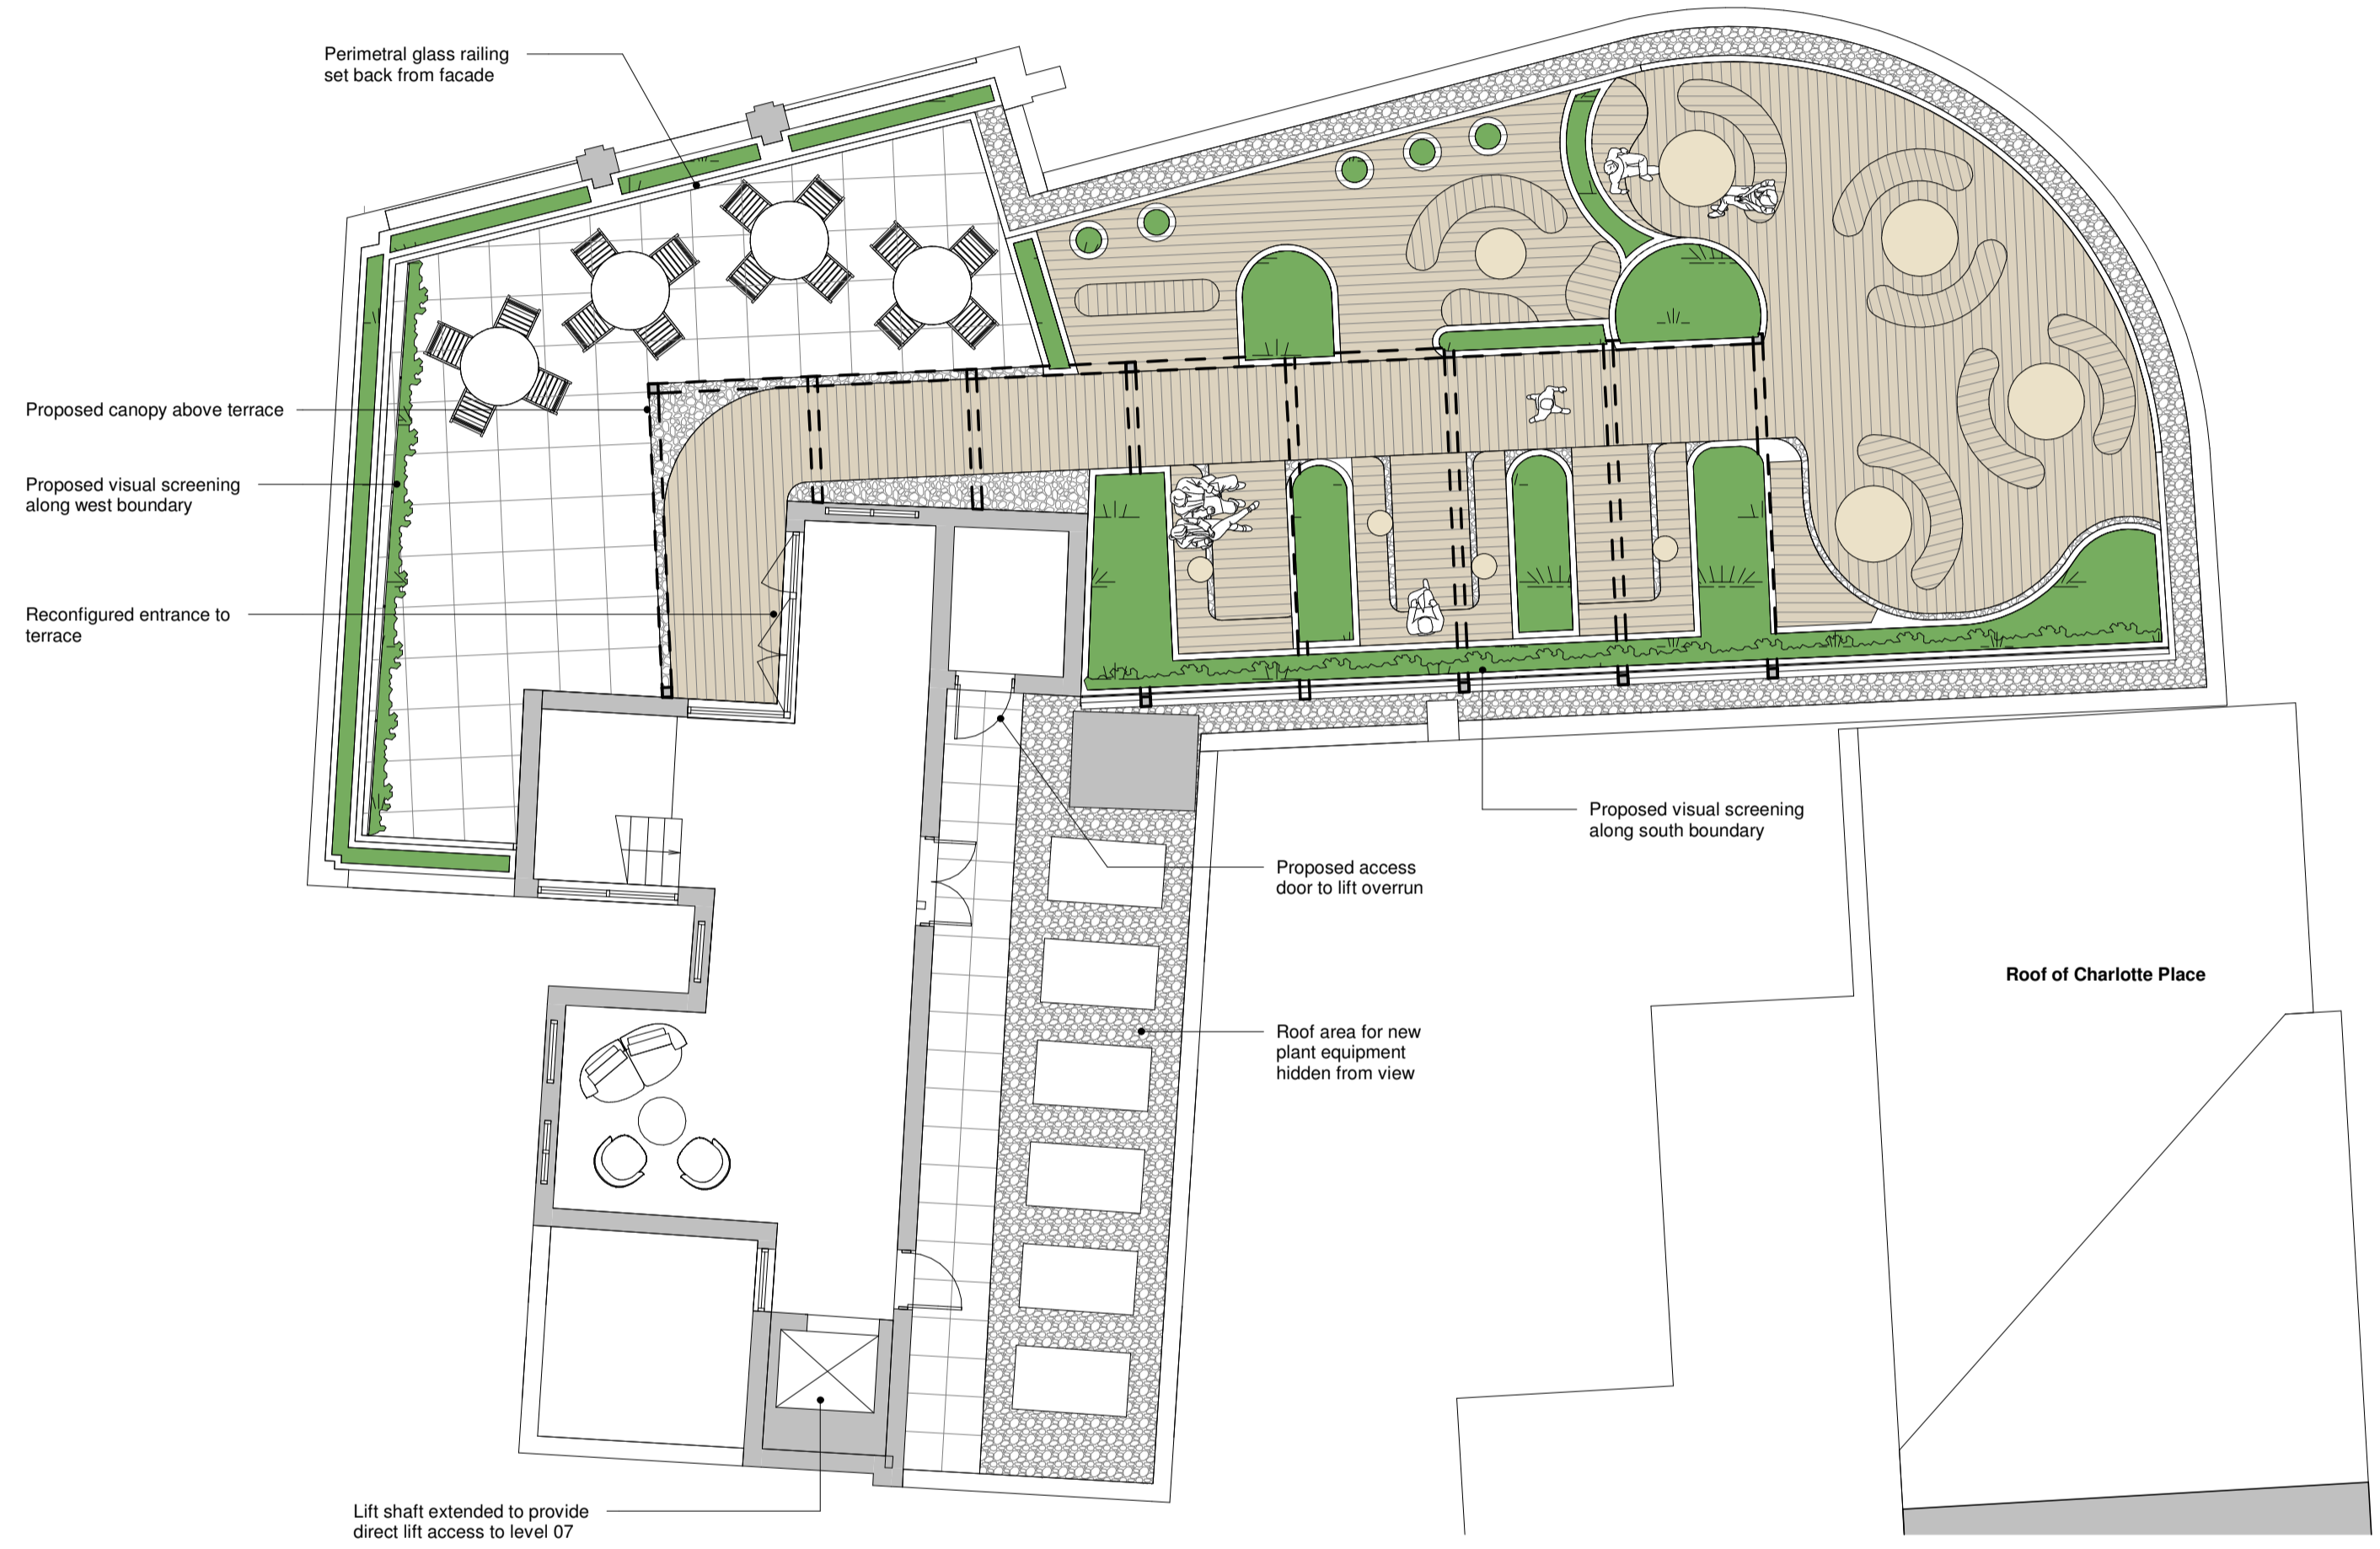 Perimetral glass railing
set back from facade
Proposed canopy above terrace
Proposed visual screening
along west boundary
Reconfigured entrance to
terrace
Proposed visual screening
along south boundary
Proposed access
door to lift overrun
Roof of Charlotte Place
Roof area for new
plant equipment
hidden from view
Lift shaft extended to provide
direct lift access to level 07